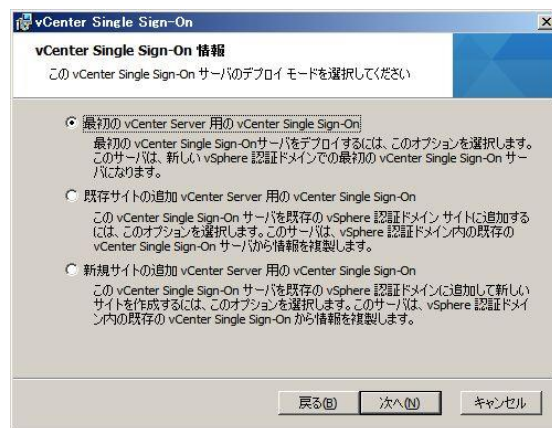 vCenter Single Sign-On
vCenter Single Sign-On 情報
この vCenter Single Sign-On サーバのデプロイ モードを選択してください
最初の vCenter Server 用の vCenter Single Sign-On
最初の vCenter Single Sign-Onサーバをデプロイするには、このオプションを選択します。
このサーバは、新しい vSphere 認証ドメインでの最初の vCenter Single Sign-On サー
バになります。
既存サイトの追加 vCenter Server 用の vCenter Single Sign-On
この vCenter Single Sign-On サーバを既存の vSphere 認証ドメイン サイトに追加する
には、このオプションを選択します。このサーバは、vSphere 認証ドメイン内の既存の
vCenter Single Sign-On サーバから情報を複製します。
新規サイトの追加 vCenter Server 用の vCenter Single Sign-On
この vCenter Single Sign-On サーバを既存の vSphere 認証ドメインに追加して新しい
サイトを作成するには、このオプションを選択します。このサーバは、vSphere 認証ドメイ
ン内の既存の vCenter Single Sign-On から情報を複製します。
戻る(B) 次へ(N) キャンセル